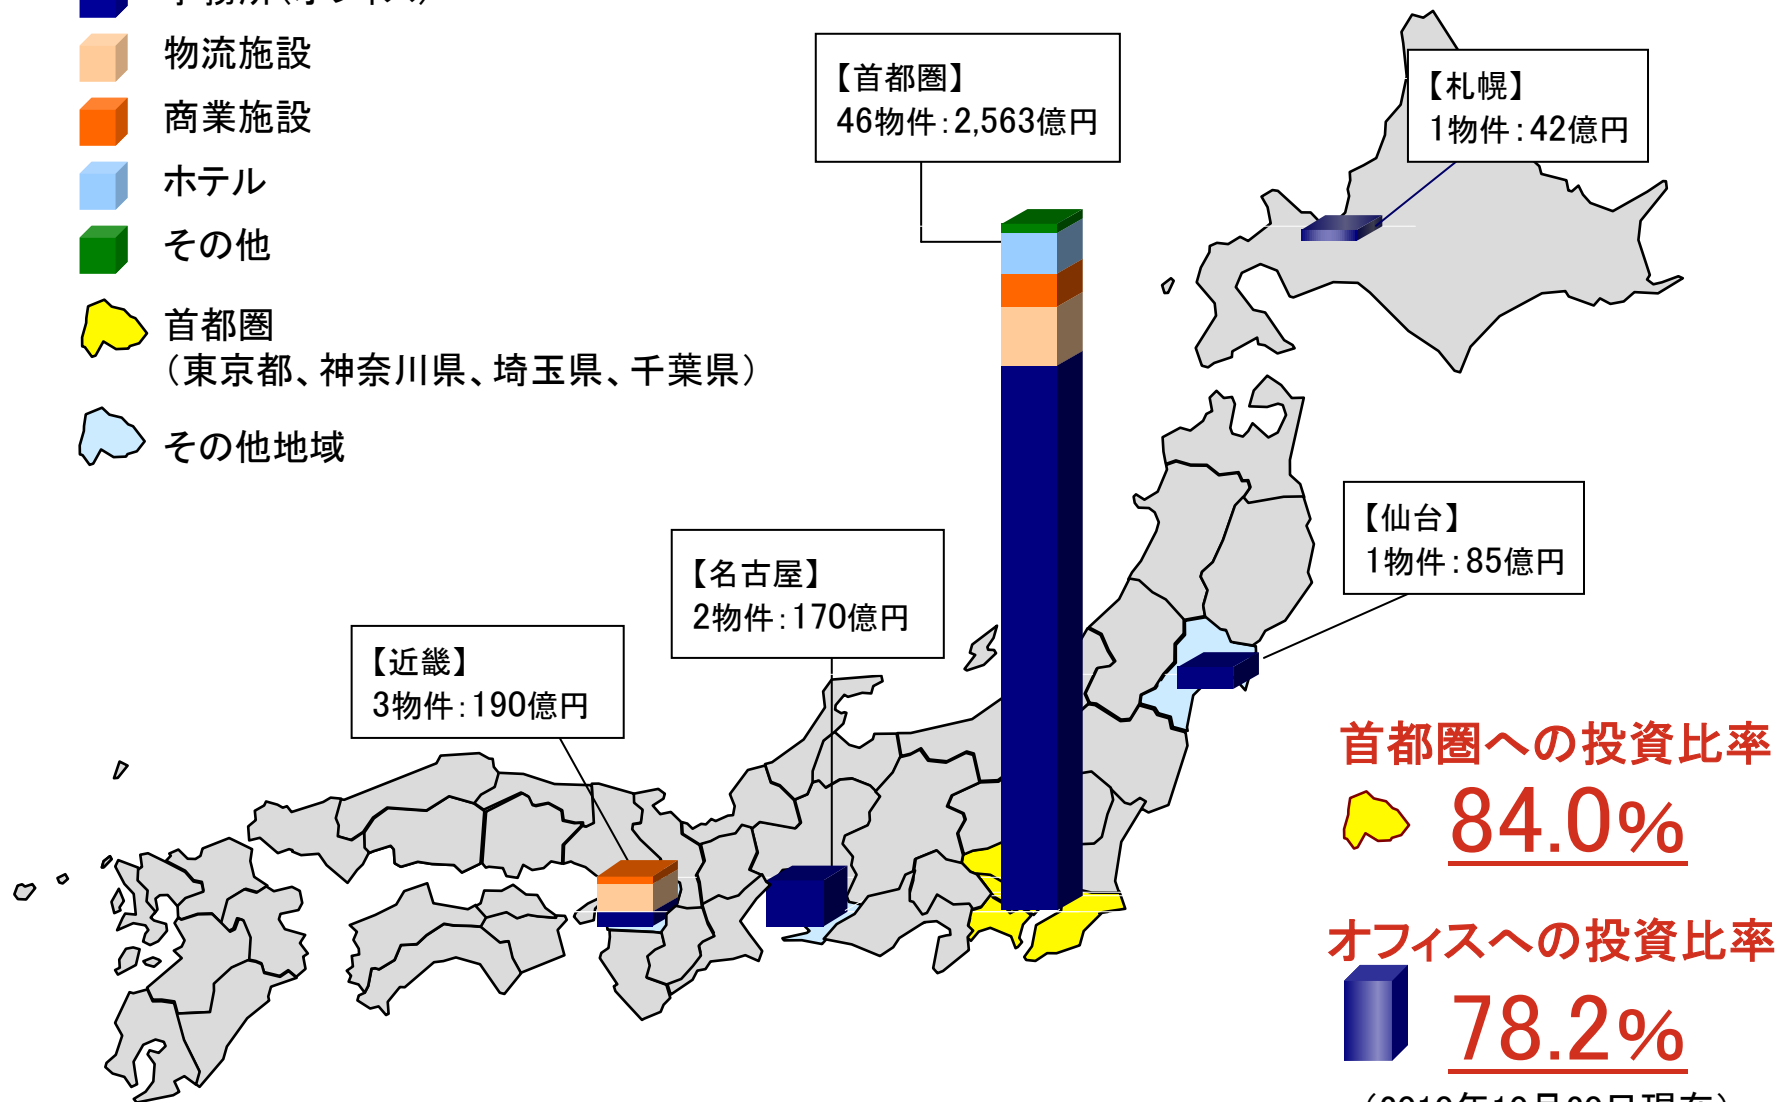 物流施設
商業施設
ホテル
その他
首都圏
（東京都、神奈川県、埼玉県、千葉県）
その他地域
【首都圏】
46物件：2,563億円
【札幌】
1物件：42億円
【仙台】
1物件：85億円
【名古屋】
2物件：170億円
【近畿】
3物件：190億円
首都圏への投資比率
84.0%
オフィスへの投資比率
78.2%